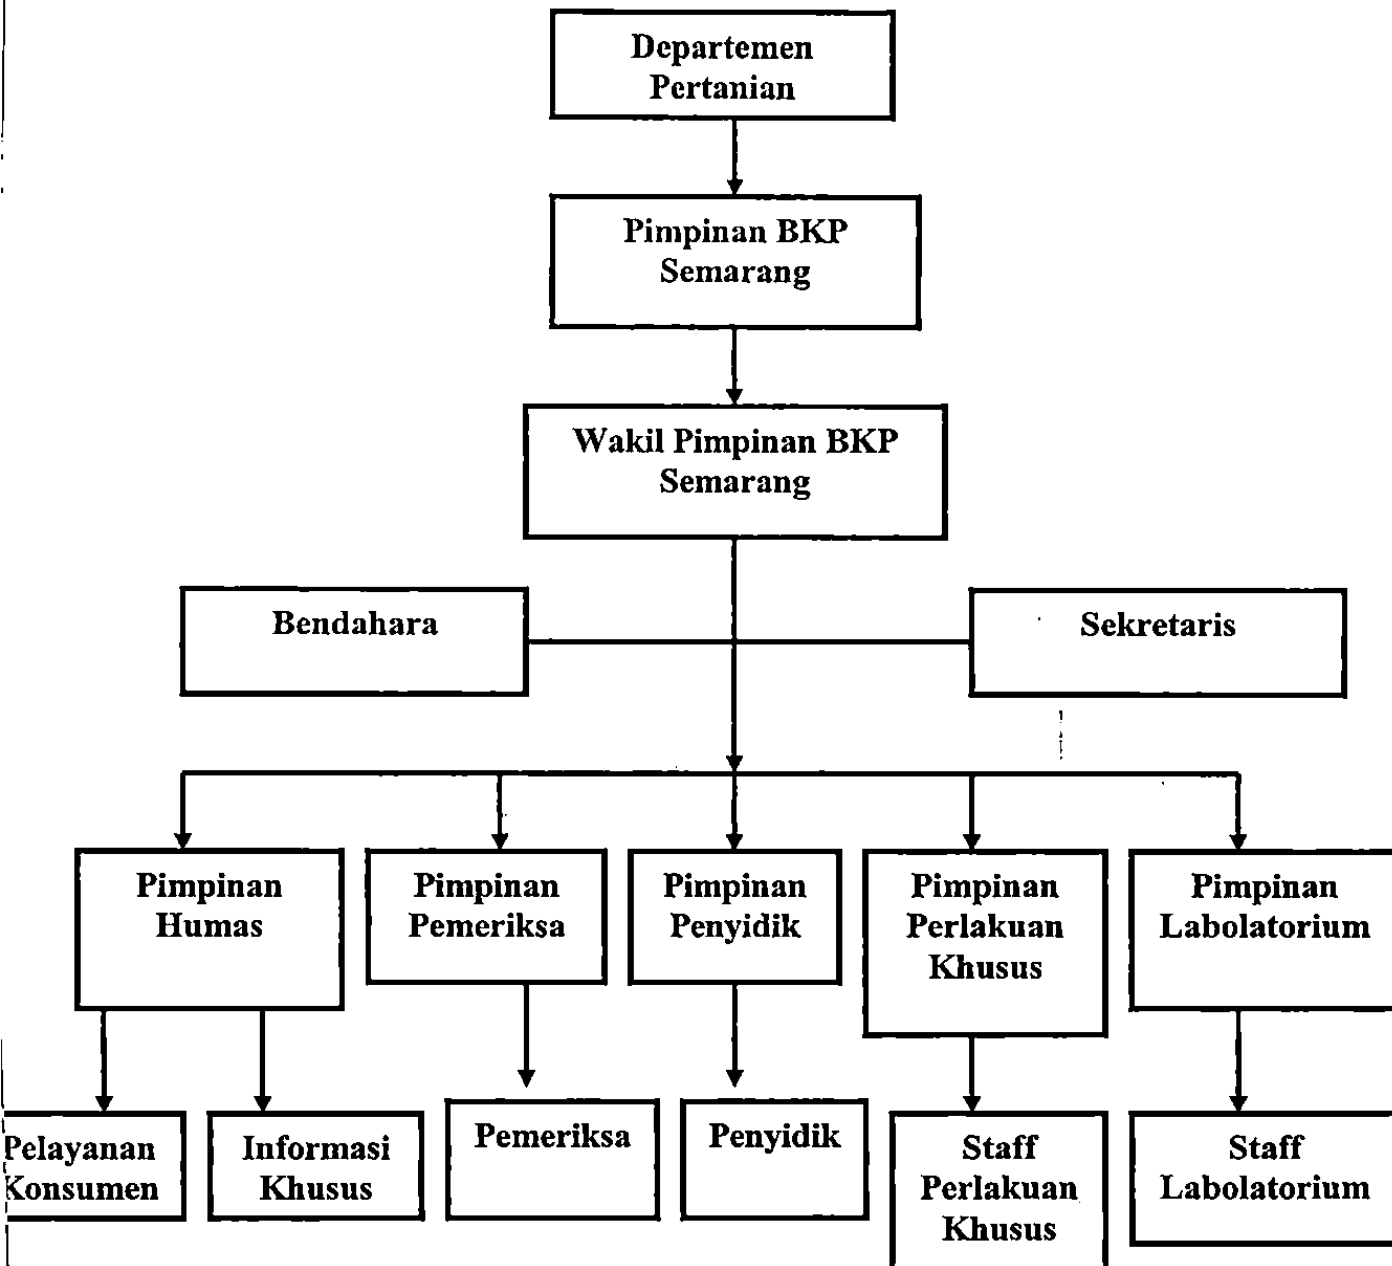 Departemen
Pertanian
Pimpinan BKP
Semarang
Wakil Pimpinan BKP
Semarang
Bendahara
Sekretaris
Pimpinan
Humas
Pimpinan
Pemeriksa
Pimpinan
Penyidik
Pimpinan
Perlakuan
Khusus
Pimpinan
Labolatorium
Pelayanan
Konsumen
Informasi
Khusus
Pemeriksa
Penyidik
Staff
Perlakuan
Khusus
Staff
Labolatorium